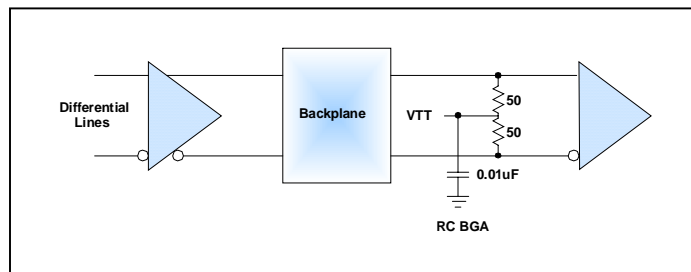 Differential
Lines
Backplane
VTT
50
50
0.01uF
RC BGA